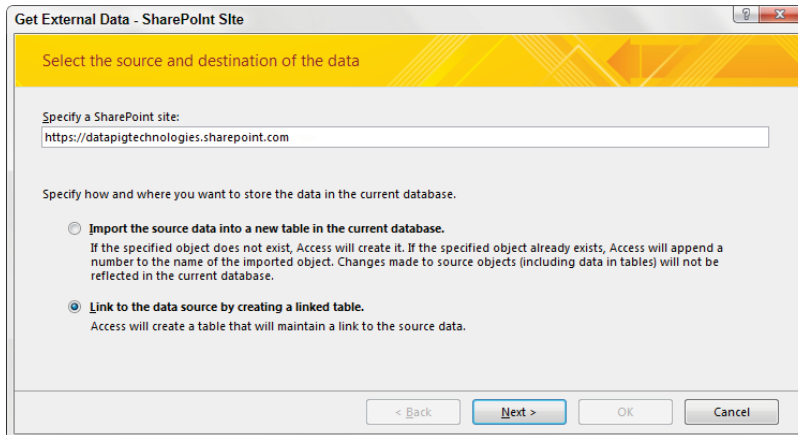 Get External Data - SharePoint SIte
Select the source and destination of the data
Specify a SharePoint site:
https://datapigtechnologies.sharepoint.com
Specify how and where you want to store the data in the current database.
Import the source data into a new table in the current database.
If the specified object does not exist, Access will create it. If the specified object already exists, Access will append a
number to the name of the imported object. Changes made to source objects (including data in tables) will not be
reflected in the current database.
Link to the data source by creating a linked table.
Access will create a table that will maintain a link to the source data.
< Back Next > OK Cancel